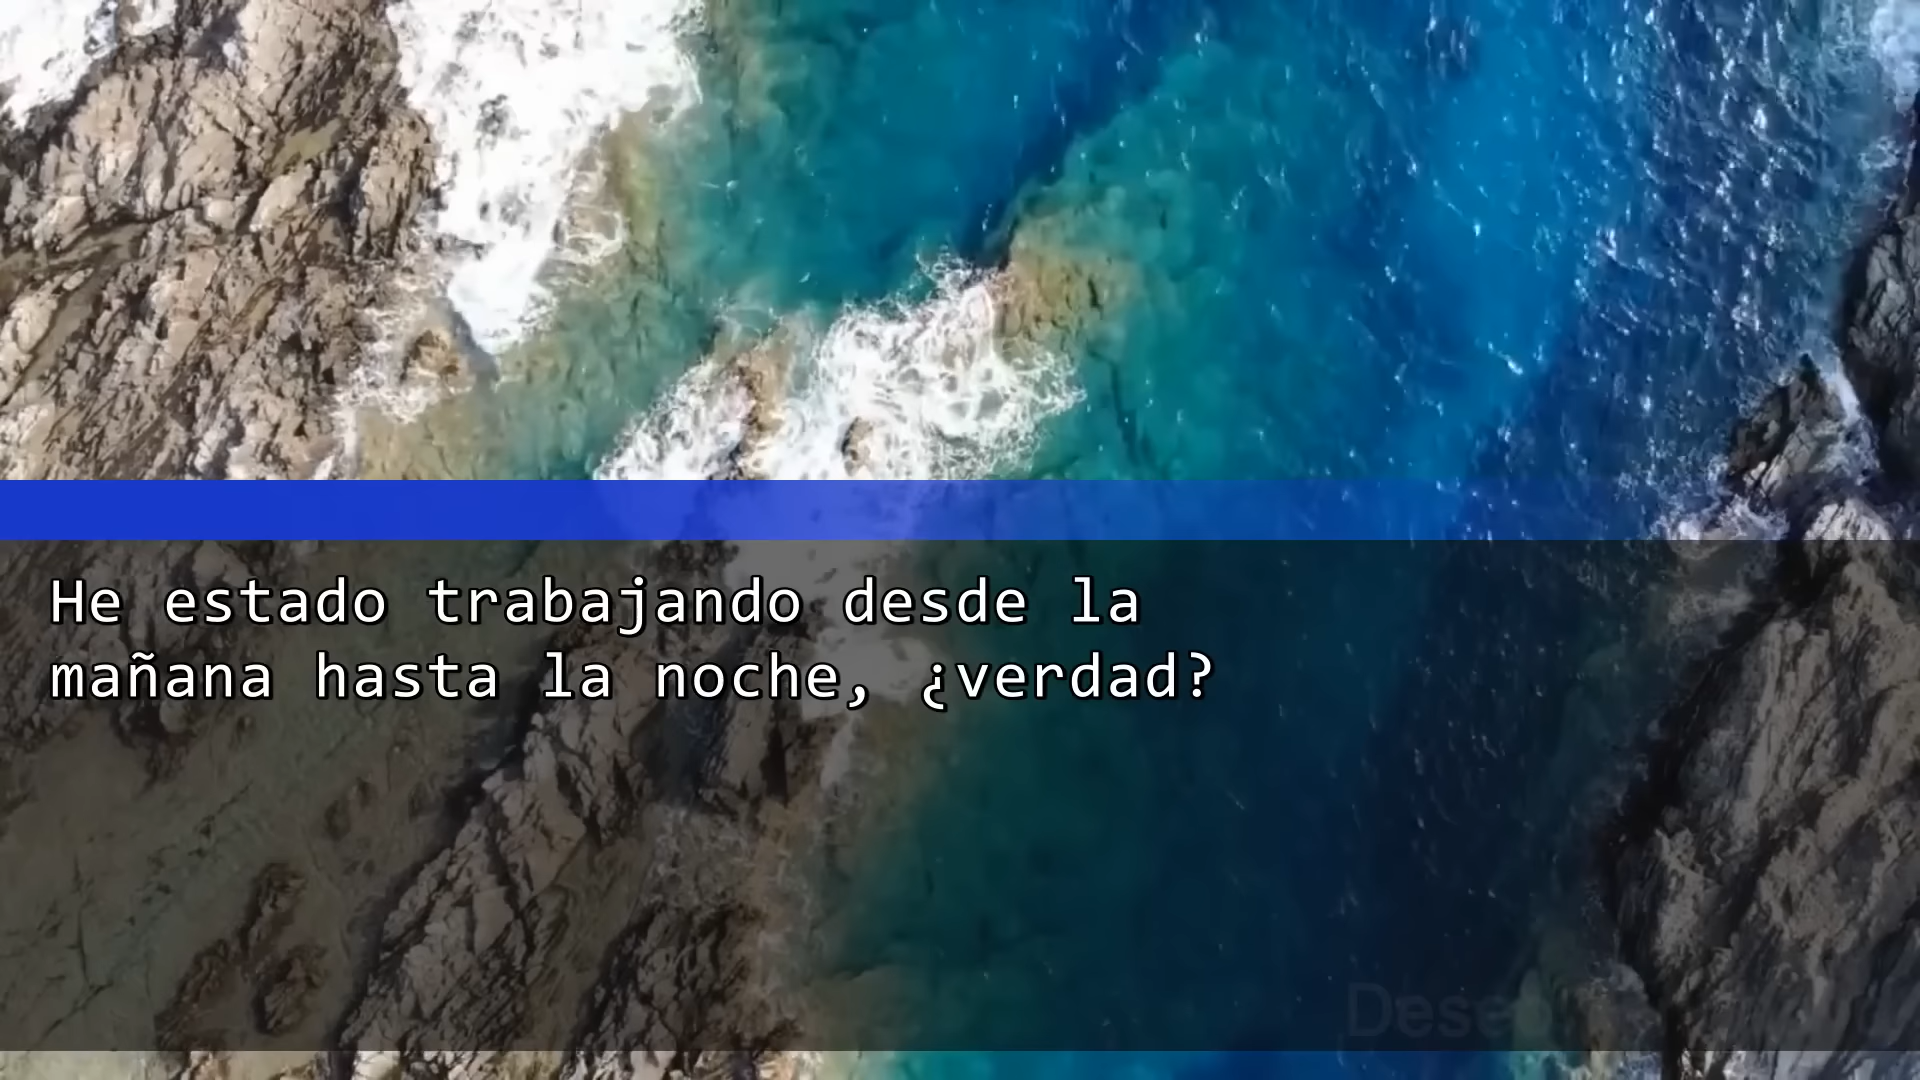 He estado trabajando desde la
mañana hasta la noche, ¿verdad?